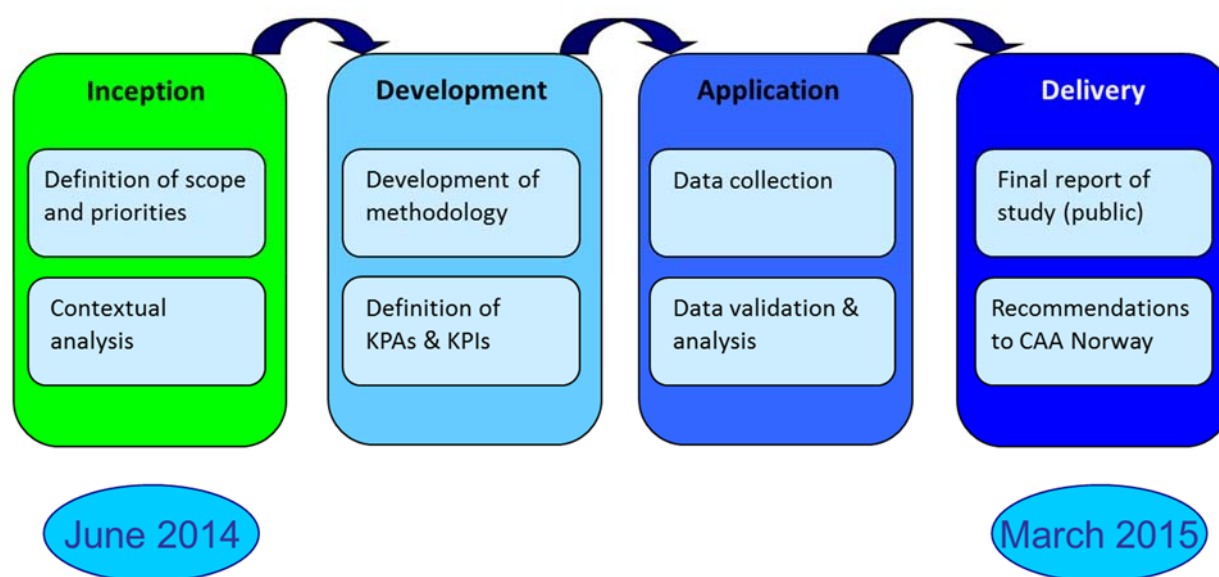 Inception
Definition of scope
and priorities
Contextual
analysis
Development
Development of
methodology
Definition of
KPAs & KPIs
Application
Data collection
Data validation &
analysis
Delivery
Final report of
study (public)
Recommendations
to CAA Norway
June 2014
March 2015